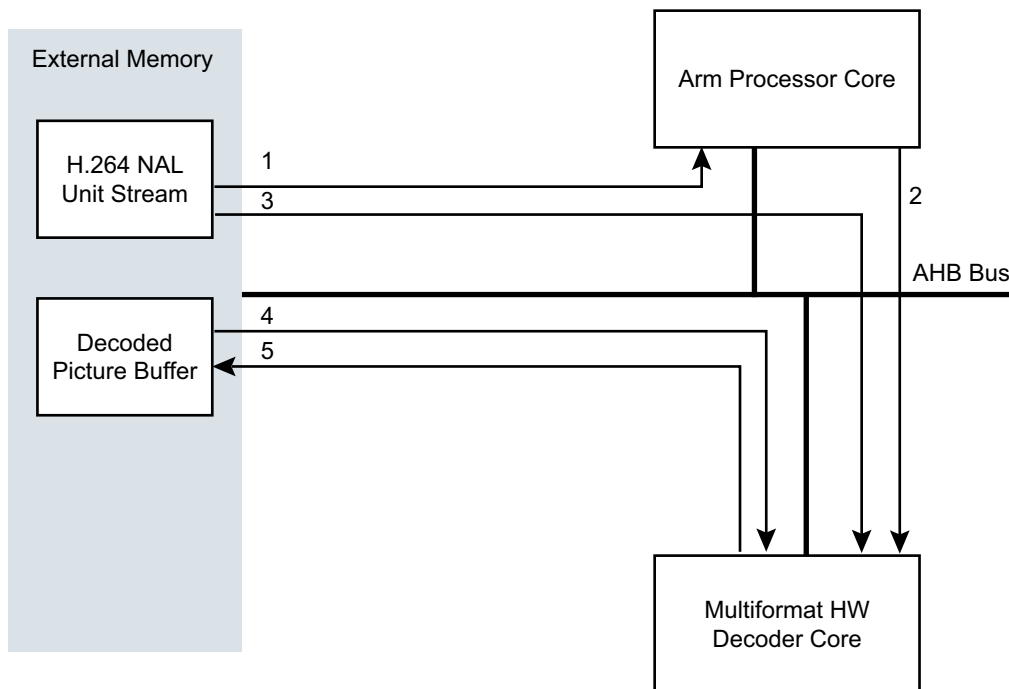 External Memory
Arm Processor Core
H.264 NAL
Unit Stream
1
3
2
AHB Bus
Decoded
Picture Buffer
4
5
Multiformat HW
Decoder Core